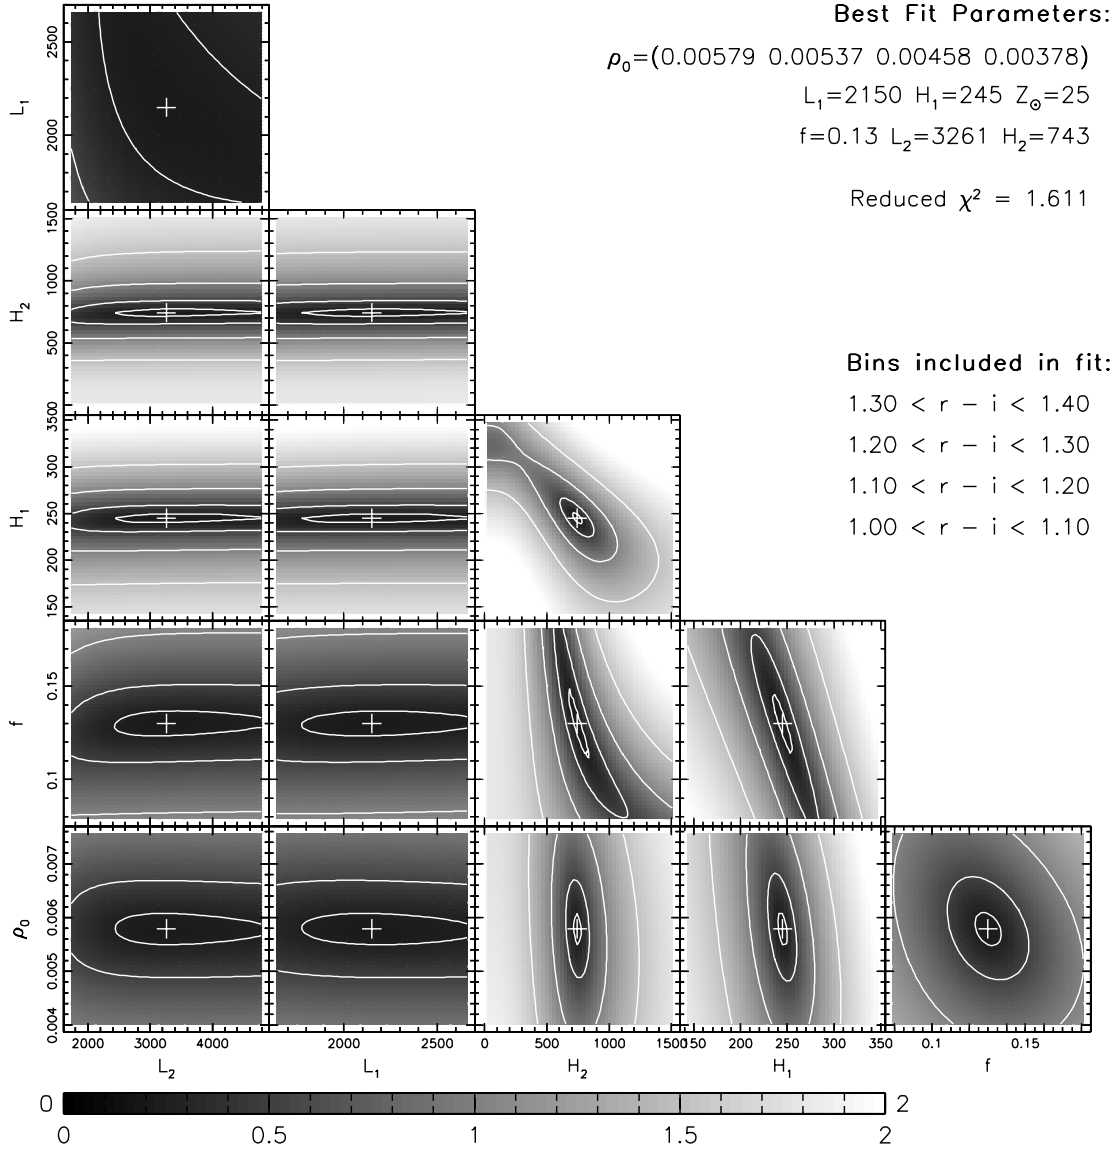 Best Fit Parameters:
ρ₀=(0.00579 0.00537 0.00458 0.00378)
L₁=2150 H₁=245 Z☉=25
f=0.13 L₂=3261 H₂=743
Reduced χ² = 1.611
Bins included in fit:
1.30 < r − i < 1.40
1.20 < r − i < 1.30
1.10 < r − i < 1.20
1.00 < r − i < 1.10
L₁
2500
2000
H₂
1500
1000
500
500
H₁
350
300
250
200
150
f
0.15
0.1
ρ₀
0.007
0.006
0.005
0.004
2000 3000 4000
2000 2500
0 500 1000 1500
150 200 250 300 350
0.1 0.15
L₂ L₁ H₂ H₁ f
0 2
0 0.5 1 1.5 2